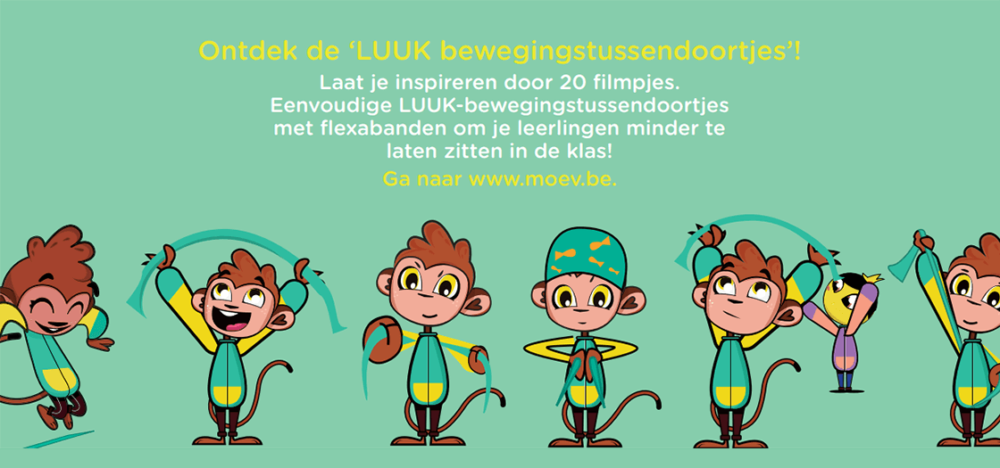 Ontdek de ‘LUUK bewegingstussendoortjes’!
Laat je inspireren door 20 filmpjes.
Eenvoudige LUUK-bewegingstussendoortjes
met flexabanden om je leerlingen minder te
laten zitten in de klas!
Ga naar www.moev.be.